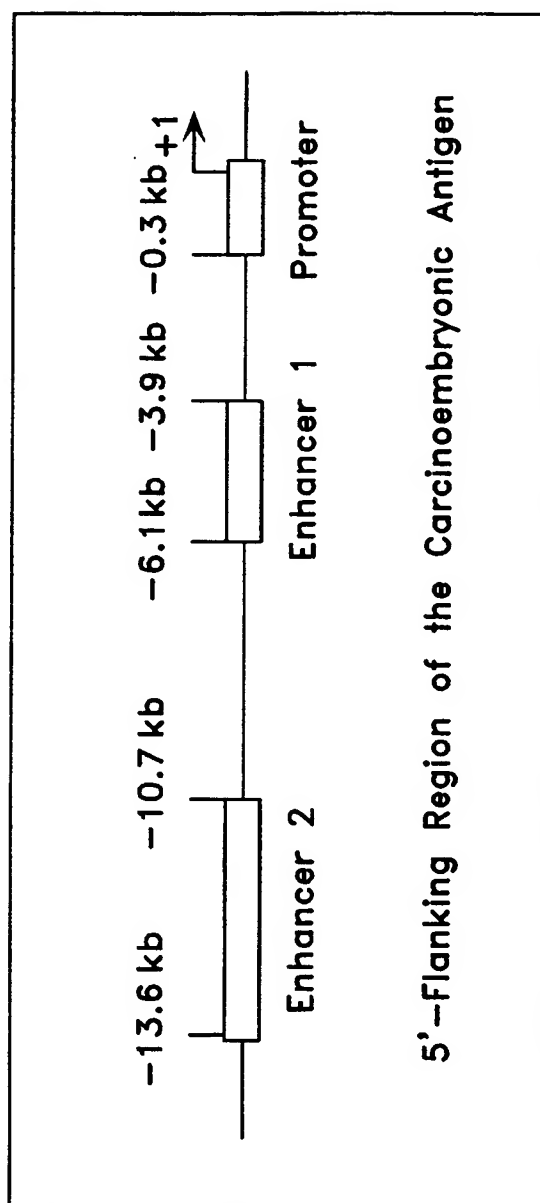 −13.6 kb −10.7 kb −6.1 kb −3.9 kb −0.3 kb +1
Enhancer 2 Enhancer 1 Promoter
5'−Flanking Region of the Carcinoembryonic Antigen